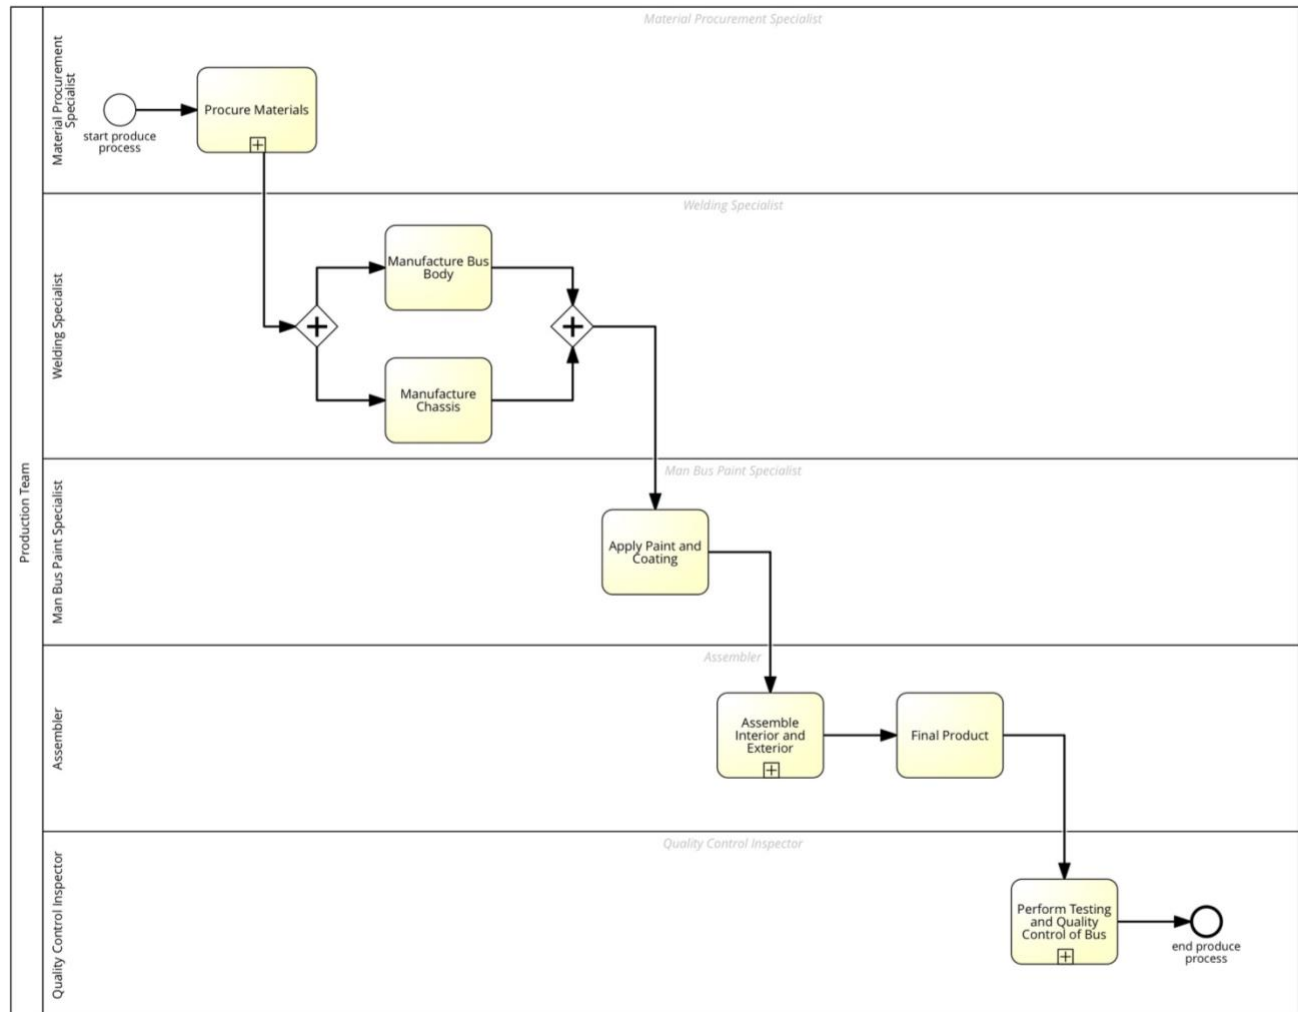 Production Team
Material Procurement
Specialist
Material Procurement Specialist
start produce
process
Procure Materials
Welding Specialist
Welding Specialist
Manufacture Bus
Body
Manufacture
Chassis
Man Bus Paint Specialist
Man Bus Paint Specialist
Apply Paint and
Coating
Assembler
Assembler
Assemble
Interior and
Exterior
Final Product
Quality Control Inspector
Quality Control Inspector
Perform Testing
and Quality
Control of Bus
end produce
process